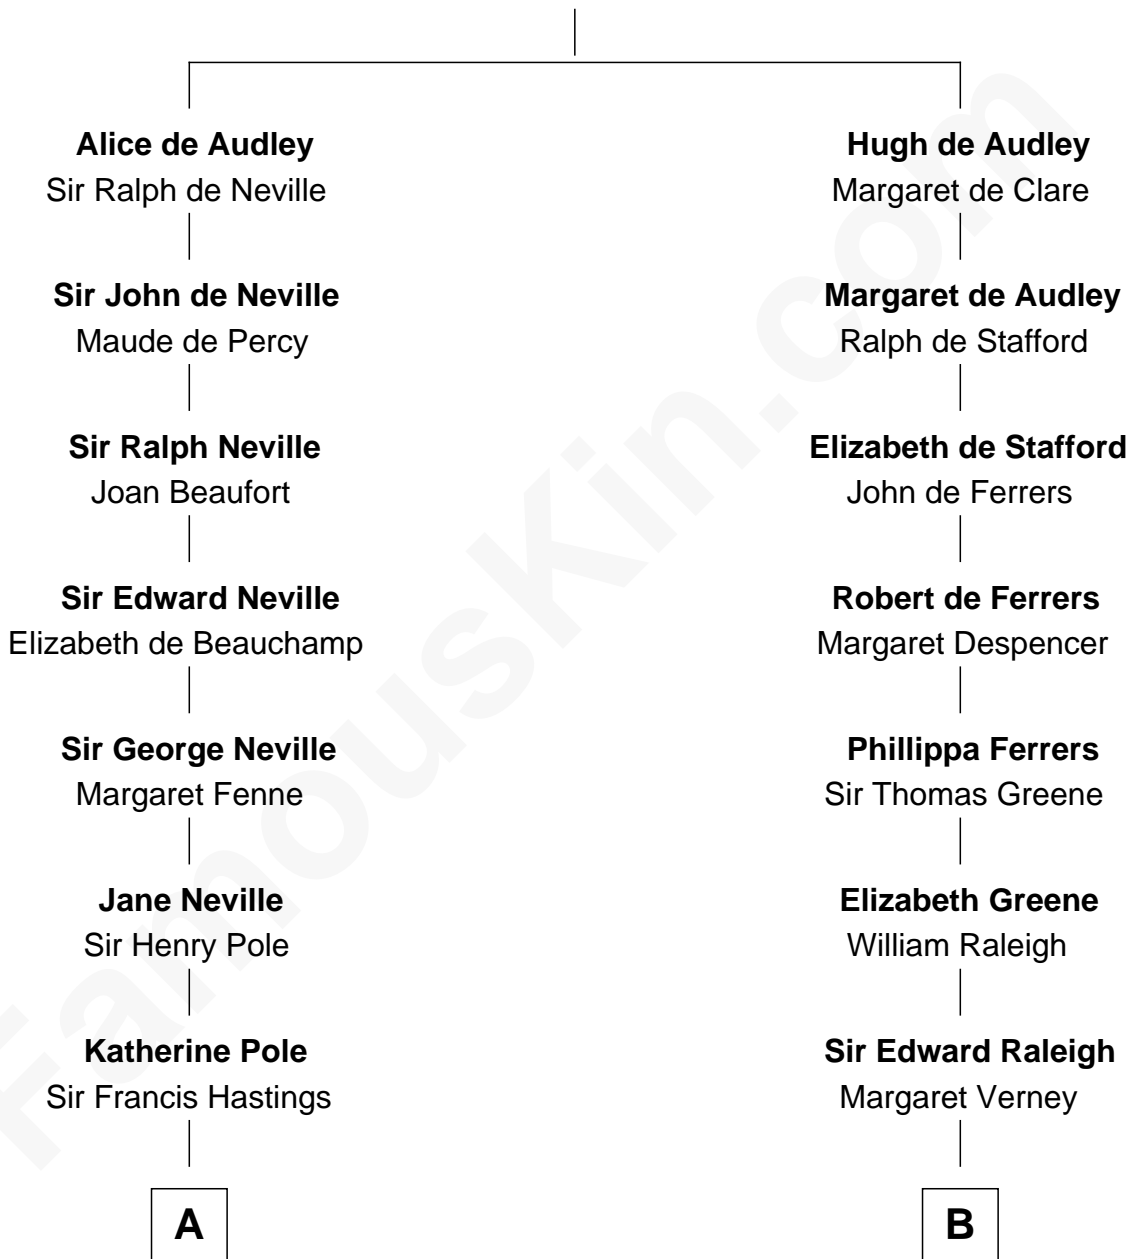 Alice de Audley
Sir Ralph de Neville
Sir John de Neville
Maude de Percy
Sir Ralph Neville
Joan Beaufort
Sir Edward Neville
Elizabeth de Beauchamp
Sir George Neville
Margaret Fenne
Jane Neville
Sir Henry Pole
Katherine Pole
Sir Francis Hastings
A
Hugh de Audley
Margaret de Clare
Margaret de Audley
Ralph de Stafford
Elizabeth de Stafford
John de Ferrers
Robert de Ferrers
Margaret Despencer
Phillippa Ferrers
Sir Thomas Greene
Elizabeth Greene
William Raleigh
Sir Edward Raleigh
Margaret Verney
B
FamousKin.com